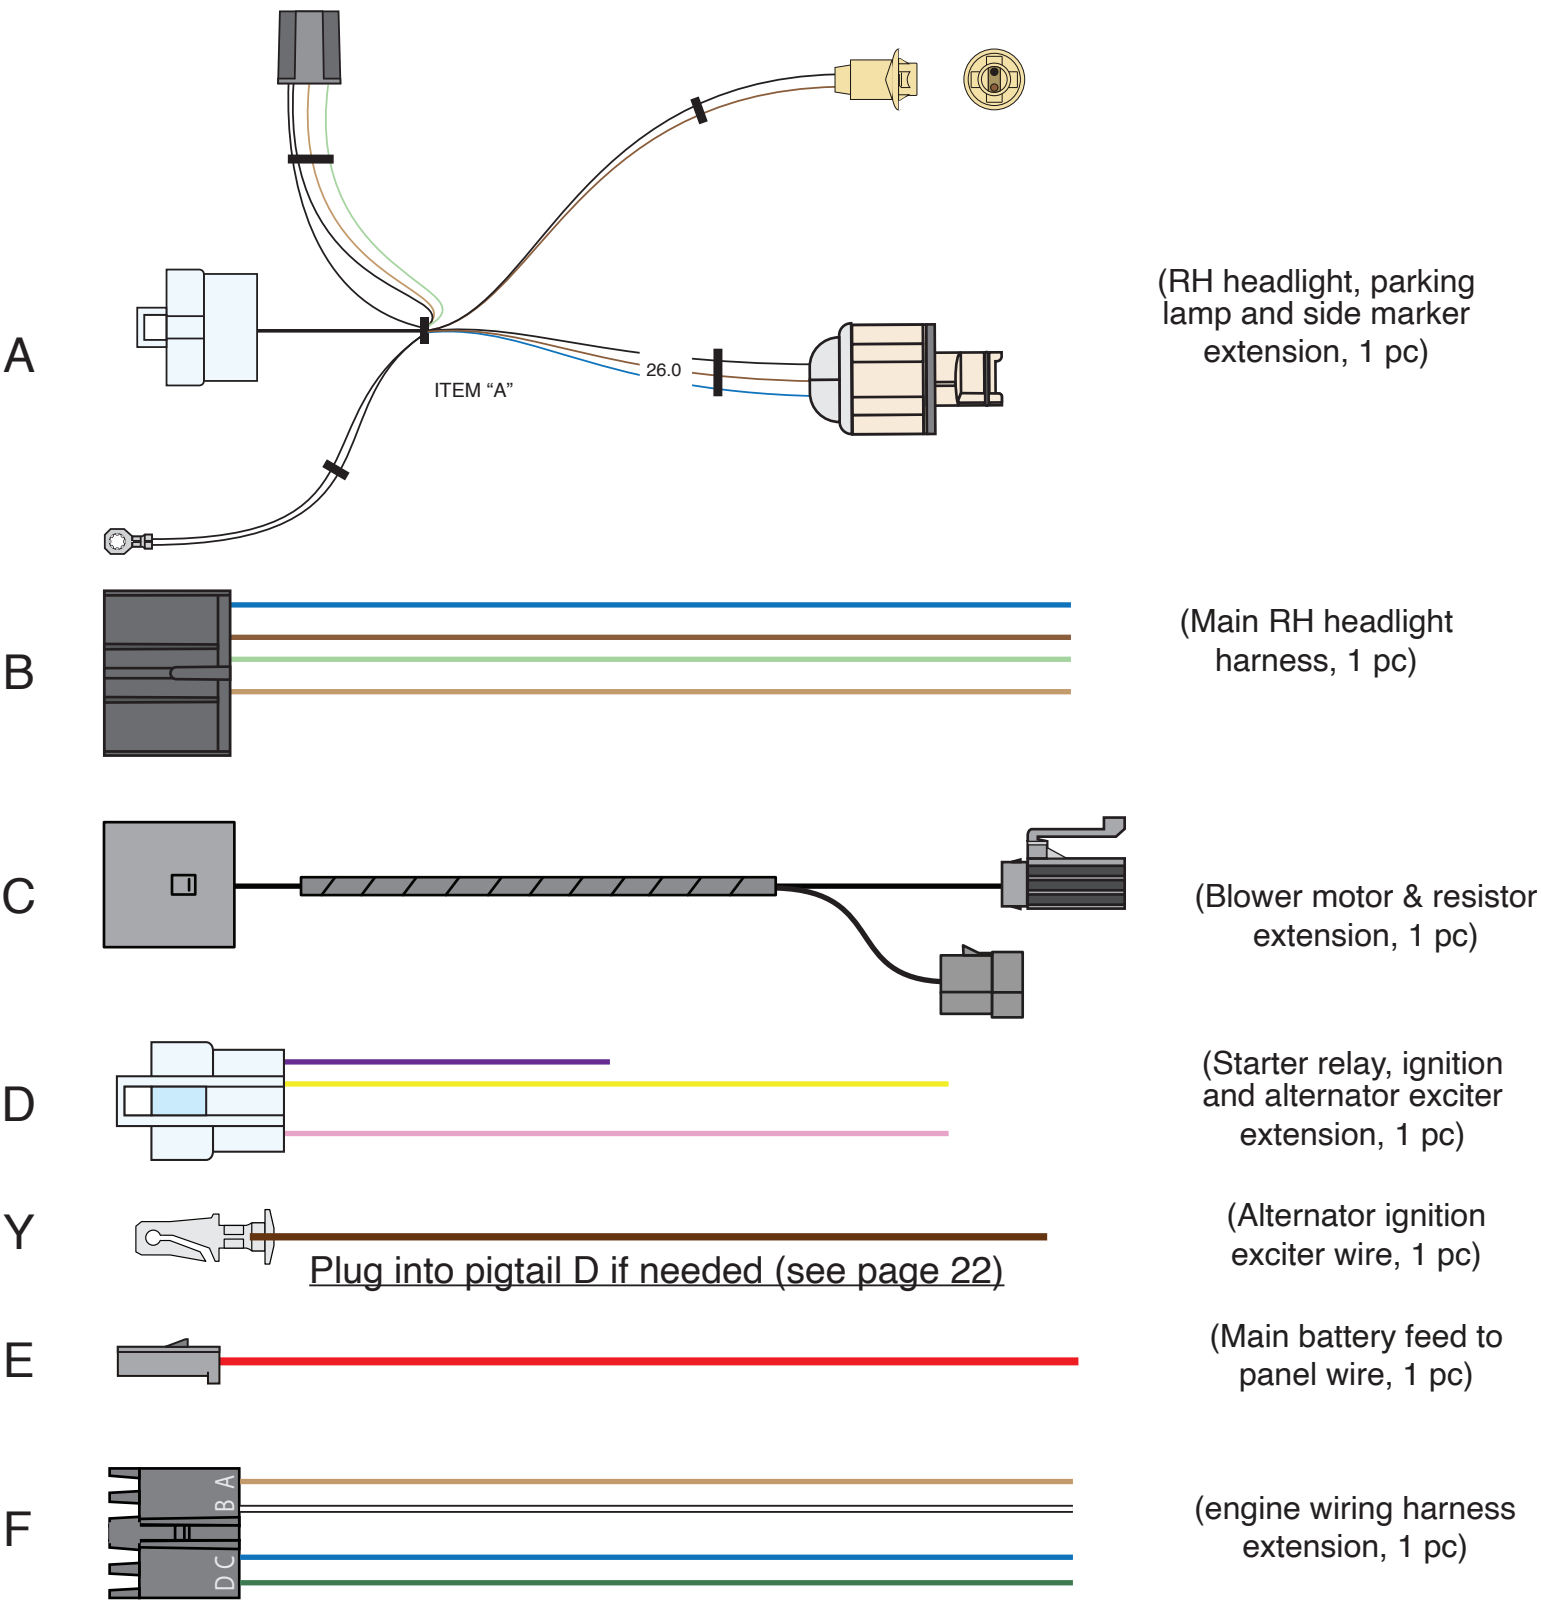 A
ITEM “A”
26.0
(RH headlight, parking
lamp and side marker
extension, 1 pc)
B
(Main RH headlight
harness, 1 pc)
C
(Blower motor & resistor
extension, 1 pc)
D
(Starter relay, ignition
and alternator exciter
extension, 1 pc)
Y
Plug into pigtail D if needed (see page 22)
(Alternator ignition
exciter wire, 1 pc)
E
(Main battery feed to
panel wire, 1 pc)
F
A
B
C
D
(engine wiring harness
extension, 1 pc)